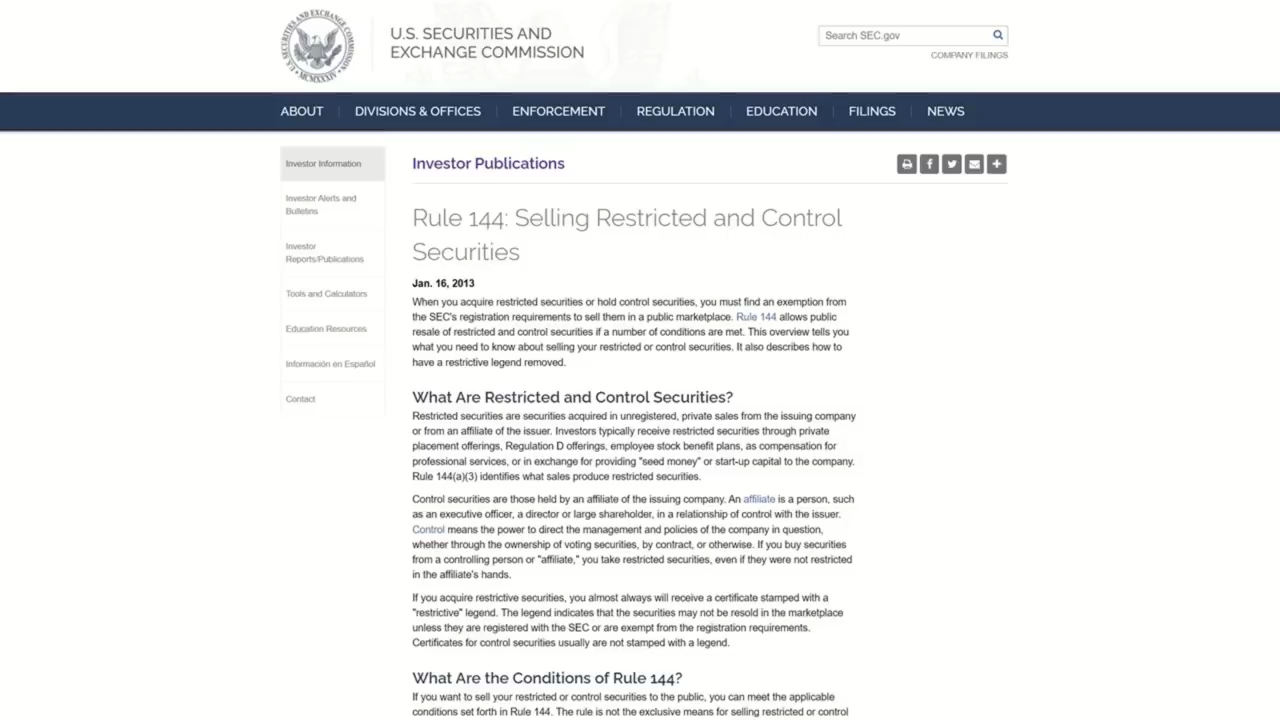 U.S. SECURITIES AND EXCHANGE COMMISSION
MCMXXXIV
U.S. SECURITIES AND
EXCHANGE COMMISSION
Search SEC.gov
COMPANY FILINGS
ABOUT
DIVISIONS & OFFICES
ENFORCEMENT
REGULATION
EDUCATION
FILINGS
NEWS
Investor Information
Investor Alerts and
Bulletins
Investor
Reports/Publications
Tools and Calculators
Education Resources
Información en Español
Contact
Investor Publications
Rule 144: Selling Restricted and Control
Securities
Jan. 16, 2013
When you acquire restricted securities or hold control securities, you must find an exemption from
the SEC's registration requirements to sell them in a public marketplace. Rule 144 allows public
resale of restricted and control securities if a number of conditions are met. This overview tells you
what you need to know about selling your restricted or control securities. It also describes how to
have a restrictive legend removed.
What Are Restricted and Control Securities?
Restricted securities are securities acquired in unregistered, private sales from the issuing company
or from an affiliate of the issuer. Investors typically receive restricted securities through private
placement offerings, Regulation D offerings, employee stock benefit plans, as compensation for
professional services, or in exchange for providing "seed money" or start-up capital to the company.
Rule 144(a)(3) identifies what sales produce restricted securities.
Control securities are those held by an affiliate of the issuing company. An affiliate is a person, such
as an executive officer, a director or large shareholder, in a relationship of control with the issuer.
Control means the power to direct the management and policies of the company in question,
whether through the ownership of voting securities, by contract, or otherwise. If you buy securities
from a controlling person or "affiliate," you take restricted securities, even if they were not restricted
in the affiliate's hands.
If you acquire restrictive securities, you almost always will receive a certificate stamped with a
"restrictive" legend. The legend indicates that the securities may not be resold in the marketplace
unless they are registered with the SEC or are exempt from the registration requirements.
Certificates for control securities usually are not stamped with a legend.
What Are the Conditions of Rule 144?
If you want to sell your restricted or control securities to the public, you can meet the applicable
conditions set forth in Rule 144. The rule is not the exclusive means for selling restricted or control